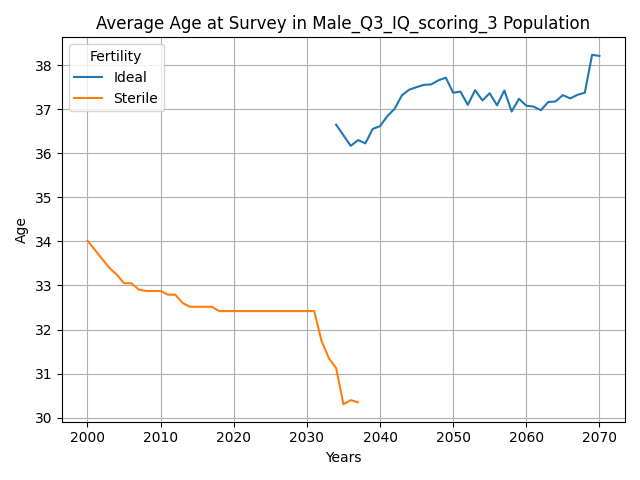 Average Age at Survey in Male_Q3_IQ_scoring_3 Population
Fertility
Ideal
Sterile
Age
38
37
36
35
34
33
32
31
30
2000 2010 2020 2030 2040 2050 2060 2070
Years